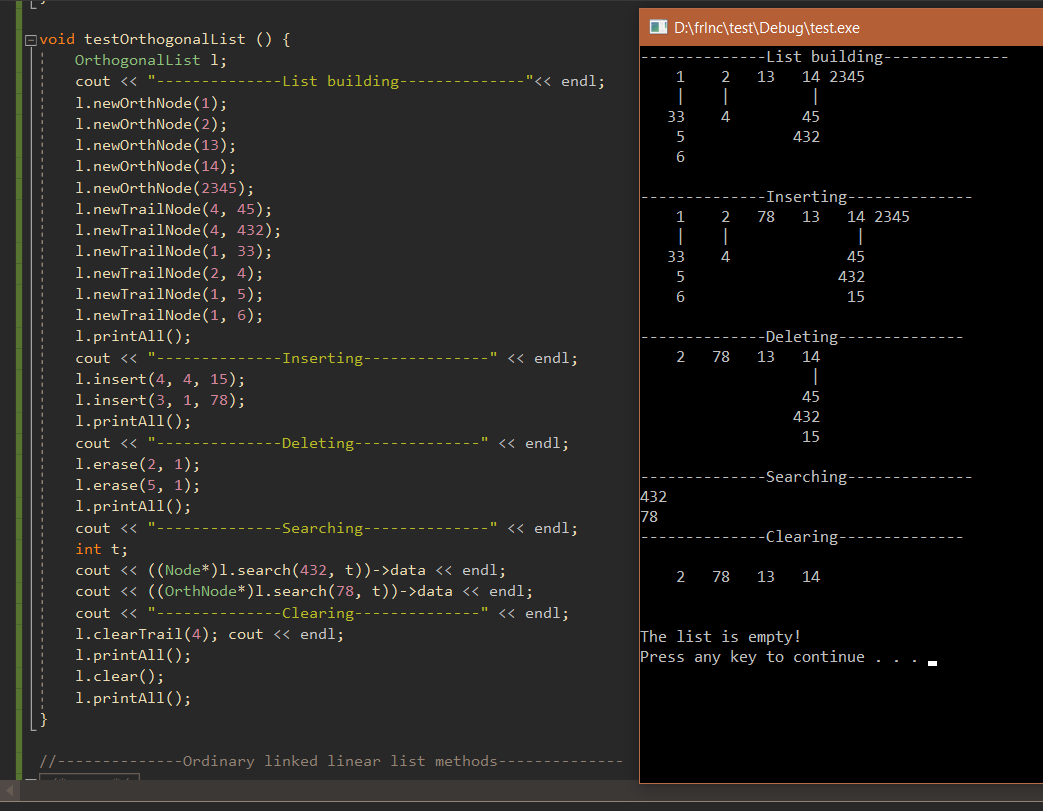 void testOrthogonalList () {
OrthogonalList l;
cout << "--------------List building--------------"<< endl;
l.newOrthNode(1);
l.newOrthNode(2);
l.newOrthNode(13);
l.newOrthNode(14);
l.newOrthNode(2345);
l.newTrailNode(4, 45);
l.newTrailNode(4, 432);
l.newTrailNode(1, 33);
l.newTrailNode(2, 4);
l.newTrailNode(1, 5);
l.newTrailNode(1, 6);
l.printAll();
cout << "--------------Inserting--------------" << endl;
l.insert(4, 4, 15);
l.insert(3, 1, 78);
l.printAll();
cout << "--------------Deleting--------------" << endl;
l.erase(2, 1);
l.erase(5, 1);
l.printAll();
cout << "--------------Searching--------------" << endl;
int t;
cout << ((Node*)l.search(432, t))->data << endl;
cout << ((OrthNode*)l.search(78, t))->data << endl;
cout << "--------------Clearing--------------" << endl;
l.clearTrail(4); cout << endl;
l.printAll();
l.clear();
l.printAll();
}
//--------------Ordinary linked linear list methods--------------
D:\frInc\test\Debug\test.exe
--------------List building--------------
1    2   13   14 2345
|    |         |
33    4        45
5            432
6
--------------Inserting--------------
1    2   78   13   14 2345
|    |              |
33    4             45
5                 432
6                  15
--------------Deleting--------------
2   78   13   14
|
45
432
15
--------------Searching--------------
432
78
--------------Clearing--------------
2   78   13   14
The list is empty!
Press any key to continue . . .